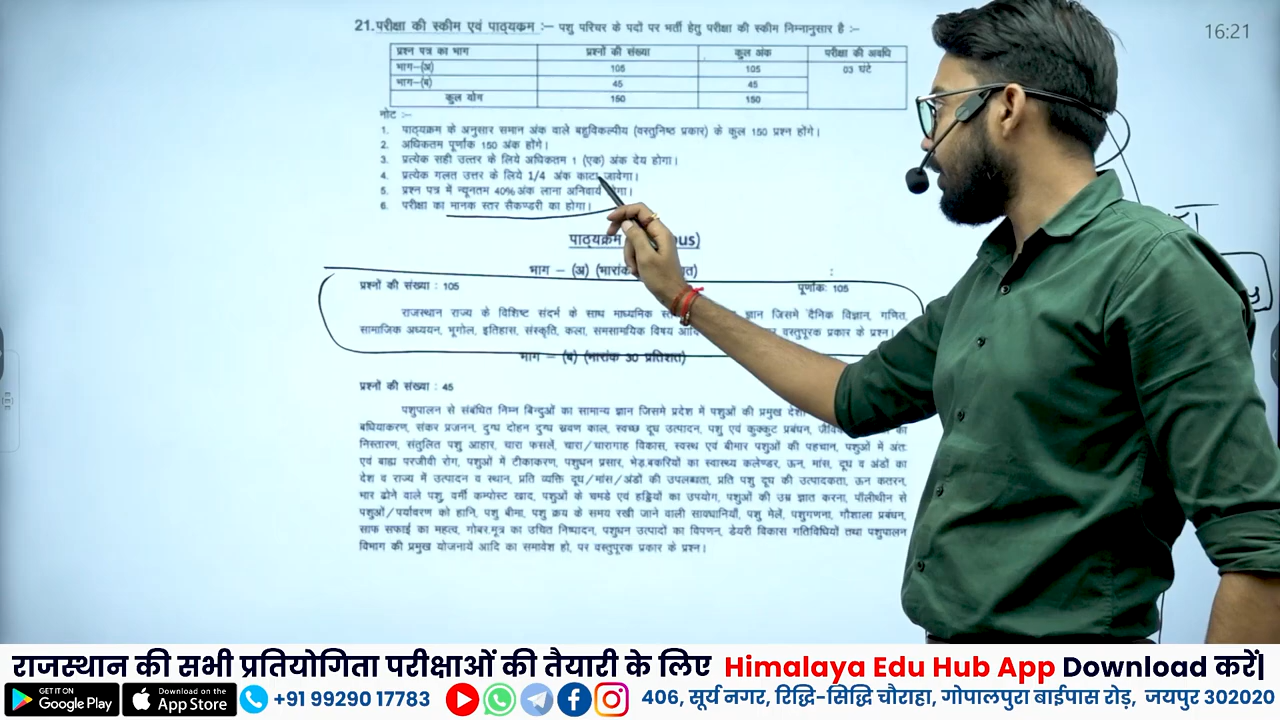 16:21
21. परीक्षा की स्कीम एवं पाठ्यक्रम :— पशु परिचर के पदों पर भर्ती हेतु परीक्षा की स्कीम निम्नानुसार है :—
प्रश्न पत्र का भाग प्रश्नों की संख्या कुल अंक परीक्षा की अवधि
भाग–(अ) 105 105 03 घंटे
भाग–(ब) 45 45
कुल योग 150 150
नोट :—
1. पाठ्यक्रम के अनुसार समान अंक वाले बहुविकल्पीय (वस्तुनिष्ठ प्रकार) के कुल 150 प्रश्न होंगे।
2. अधिकतम पूर्णांक 150 अंक होंगे।
3. प्रत्येक सही उत्तर के लिये अधिकतम 1 (एक) अंक देय होगा।
4. प्रत्येक गलत उत्तर के लिये 1/4 अंक काटा जावेगा।
5. प्रश्न पत्र में न्यूनतम 40% अंक लाना अनिवार्य
6. परीक्षा का मानक स्तर सैकण्डरी का होगा।
पाठ्यक्रम
भाग – (अ)
प्रश्नों की संख्या : 105 पूर्णांक: 105
राजस्थान राज्य के विशिष्ट संदर्भ के साथ माध्यमिक ज्ञान जिसमे दैनिक विज्ञान, गणित,
सामाजिक अध्ययन, भूगोल, इतिहास, संस्कृति, कला, समसामयिक विषय आदि वस्तुपूरक प्रकार के प्रश्न।
भाग – (ब) (भारांक 30 प्रतिशत)
प्रश्नों की संख्या : 45
पशुपालन से संबंधित निम्न बिन्दुओं का सामान्य ज्ञान जिसमे प्रदेश में पशुओं की प्रमुख
बधियाकरण, संकर प्रजनन, दुग्ध दोहन दुग्ध स्रवण काल, स्वच्छ दूध उत्पादन, पशु एवं कुक्कुट प्रबंधन,
निस्तारण, संतुलित पशु आहार, चारा फसलें, चारा/चारागाह विकास, स्वस्थ एवं बीमार पशुओं की पहचान, पशुओं में अंतः
एवं बाह्य परजीवी रोग, पशुओं में टीकाकरण, पशुधन प्रसार, भेड़.बकरियों का स्वास्थ्य कलेण्डर, ऊन, मांस, दूध व अंडों का
देश व राज्य में उत्पादन व स्थान, प्रति व्यक्ति दूध/मांस/अंडों की उपलब्धता, प्रति पशु दूध की उत्पादकता, ऊन कतरन,
भार ढोने वाले पशु, वर्मी कम्पोस्ट खाद, पशुओं के चमडे एवं हड्डियों का उपयोग, पशुओं की उम्र ज्ञात करना, पॉलीथीन से
पशुओं/पर्यावरण को हानि, पशु बीमा, पशु क्रय के समय रखी जाने वाली सावधानियाँ, पशु मेलें, पशुगणना, गौशाला प्रबंधन,
साफ सफाई का महत्व, गोबर.मूत्र का उचित निष्पादन, पशुधन उत्पादों का विपणन, डेयरी विकास गतिविधियों तथा पशुपालन
विभाग की प्रमुख योजनायें आदि का समावेश हो, पर वस्तुपूरक प्रकार के प्रश्न।
राजस्थान की सभी प्रतियोगिता परीक्षाओं की तैयारी के लिए Himalaya Edu Hub App Download करें|
GET IT ON Google Play Download on the App Store +91 99290 17783 406, सूर्य नगर, रिद्धि-सिद्धि चौराहा, गोपालपुरा बाईपास रोड़, जयपुर 302020